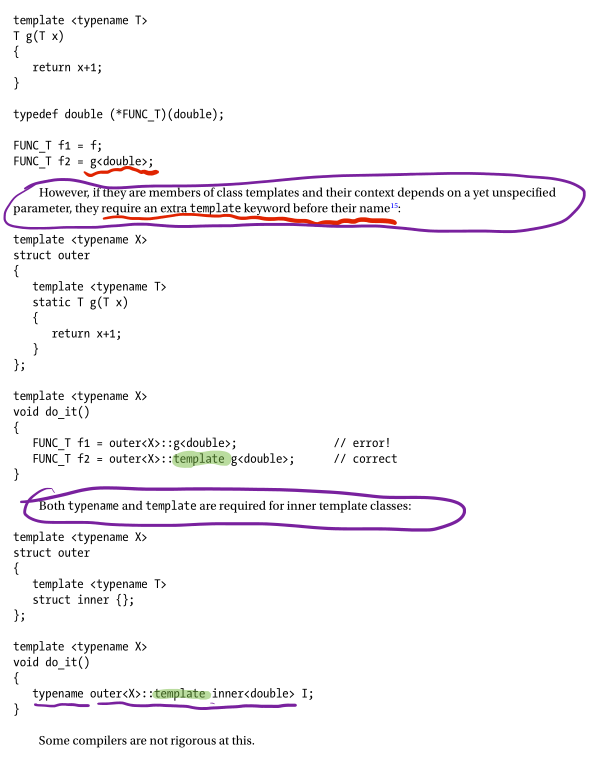 template <typename T>
T g(T x)
{
   return x+1;
}
typedef double (*FUNC_T)(double);
FUNC_T f1 = f;
FUNC_T f2 = g<double>;
However, if they are members of class templates and their context depends on a yet unspecified
parameter, they require an extra template keyword before their name15:
template <typename X>
struct outer
{
   template <typename T>
   static T g(T x)
   {
      return x+1;
   }
};
template <typename X>
void do_it()
{
   FUNC_T f1 = outer<X>::g<double>;               // error!
   FUNC_T f2 = outer<X>::template g<double>;      // correct
}
Both typename and template are required for inner template classes:
template <typename X>
struct outer
{
   template <typename T>
   struct inner {};
};
template <typename X>
void do_it()
{
   typename outer<X>::template inner<double> I;
}
Some compilers are not rigorous at this.